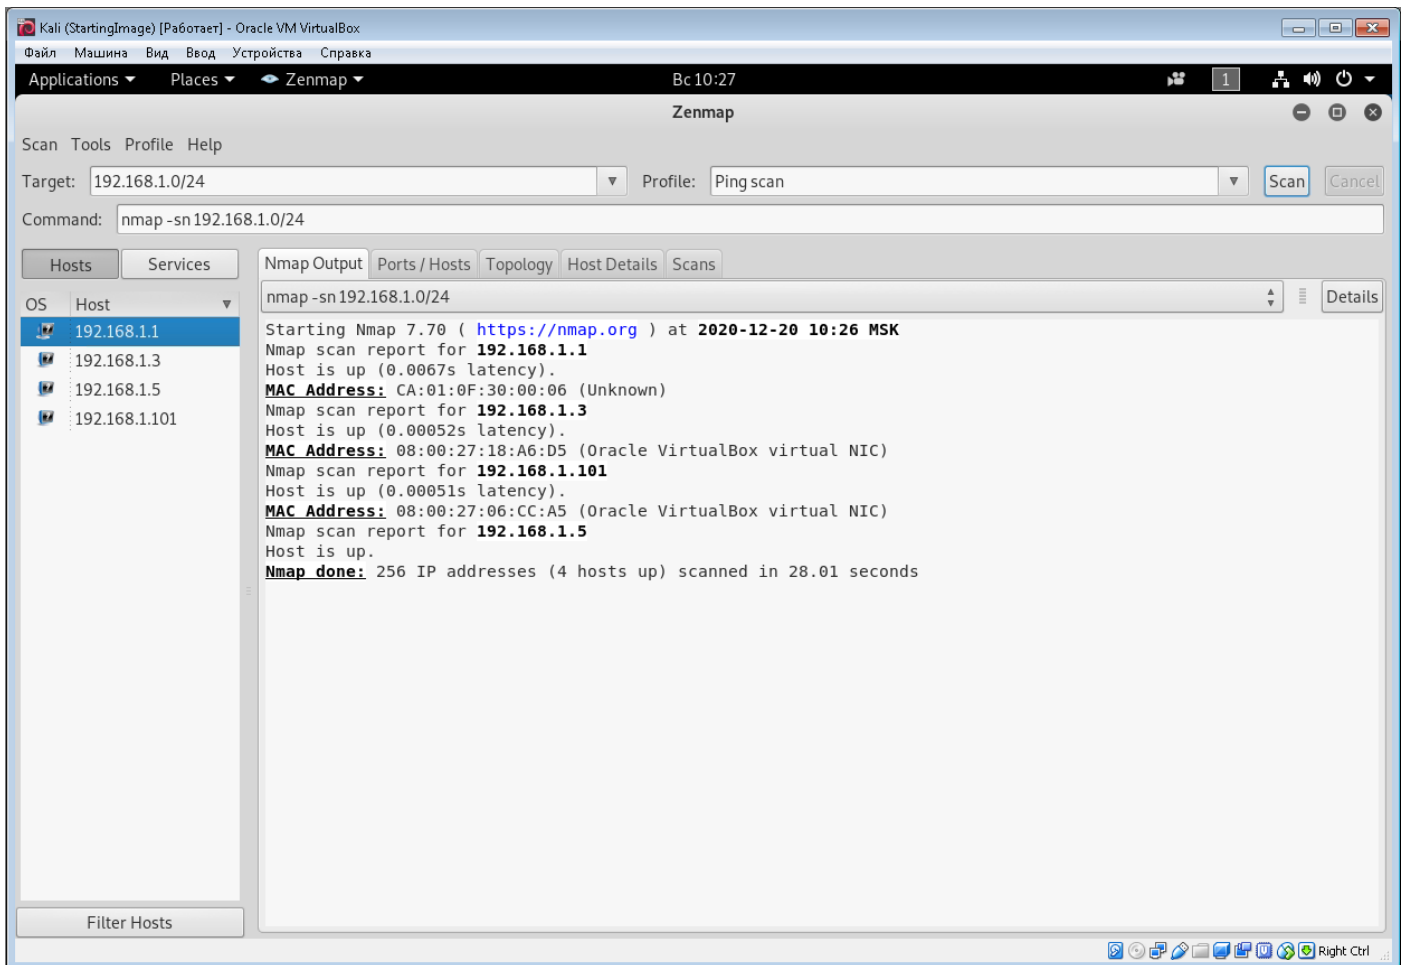 Kali (StartingImage) [Работает] - Oracle VM VirtualBox
Файл Машина Вид Ввод Устройства Справка
Applications Places Zenmap Вс 10:27 1
Zenmap
Scan Tools Profile Help
Target: 192.168.1.0/24 Profile: Ping scan Scan Cancel
Command: nmap -sn 192.168.1.0/24
Hosts Services Nmap Output Ports / Hosts Topology Host Details Scans
nmap -sn 192.168.1.0/24 Details
OS Host
192.168.1.1
192.168.1.3
192.168.1.5
192.168.1.101
Starting Nmap 7.70 ( https://nmap.org ) at 2020-12-20 10:26 MSK
Nmap scan report for 192.168.1.1
Host is up (0.0067s latency).
MAC Address: CA:01:0F:30:00:06 (Unknown)
Nmap scan report for 192.168.1.3
Host is up (0.00052s latency).
MAC Address: 08:00:27:18:A6:D5 (Oracle VirtualBox virtual NIC)
Nmap scan report for 192.168.1.101
Host is up (0.00051s latency).
MAC Address: 08:00:27:06:CC:A5 (Oracle VirtualBox virtual NIC)
Nmap scan report for 192.168.1.5
Host is up.
Nmap done: 256 IP addresses (4 hosts up) scanned in 28.01 seconds
Filter Hosts
Right Ctrl